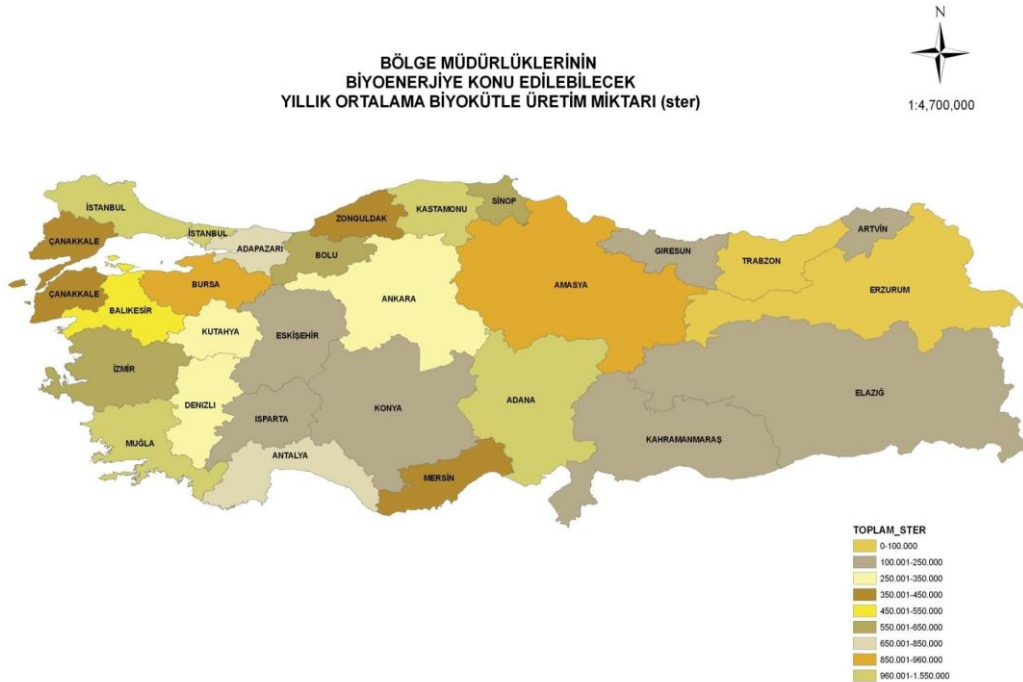 N
BÖLGE MÜDÜRLÜKLERİNİN
BİYOENERJİYE KONU EDİLEBİLECEK
YILLIK ORTALAMA BİYOKÜTLE ÜRETİM MİKTARI (ster)
1:4,700,000
İSTANBUL
ÇANAKKALE
İSTANBUL
ADAPAZARI
ZONGULDAK
KASTAMONU
SİNOP
BOLU
GIRESUN
ARTVİN
TRABZON
ERZURUM
ÇANAKKALE
BURSA
BALIKESİR
ANKARA
AMASYA
KUTAHYA
ESKİŞEHİR
İZMİR
DENIZLI
ISPARTA
KONYA
ADANA
ELAZIĞ
MUĞLA
ANTALYA
MERSİN
KAHRAMANMARAŞ
TOPLAM_STER
0-100.000
100.001-250.000
250.001-350.000
350.001-450.000
450.001-550.000
550.001-650.000
650.001-850.000
850.001-960.000
960.001-1.550.000